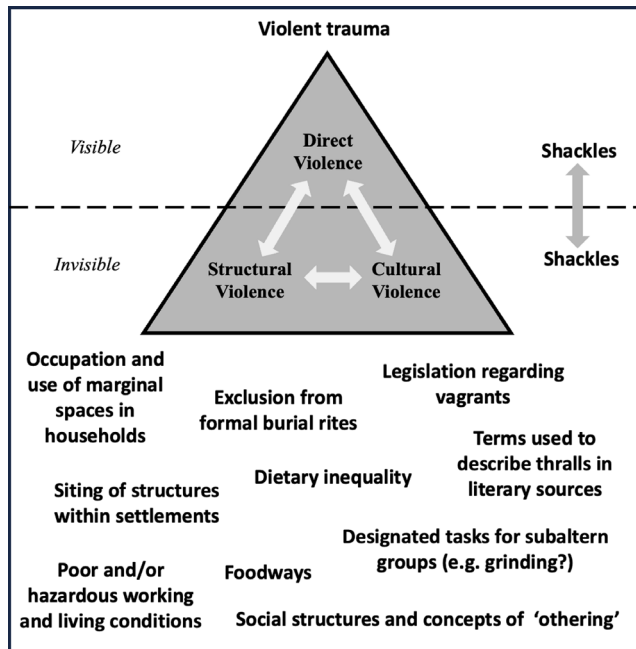 Violent trauma
Visible
Direct
Violence
Shackles
Invisible
Structural
Violence
Cultural
Violence
Shackles
Occupation and
use of marginal
spaces in
households
Exclusion from
formal burial rites
Legislation regarding
vagrants
Siting of structures
within settlements
Dietary inequality
Terms used to
describe thralls in
literary sources
Poor and/or
hazardous working
and living conditions
Foodways
Designated tasks for subaltern
groups (e.g. grinding?)
Social structures and concepts of 'othering'